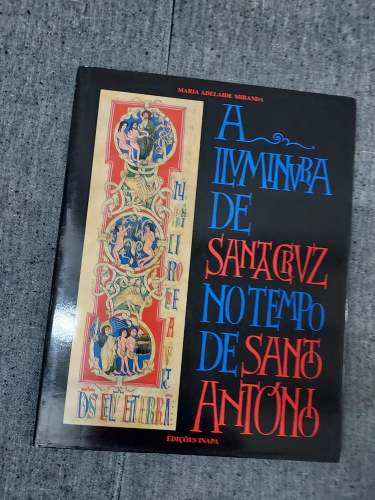 MARIA ADELAIDE MIRANDA
A
ILUMINURA
DE
SANTA CRUZ
NO TEMPO
DE SANTO
ANTÓNIO
EDIÇÕES INAPA